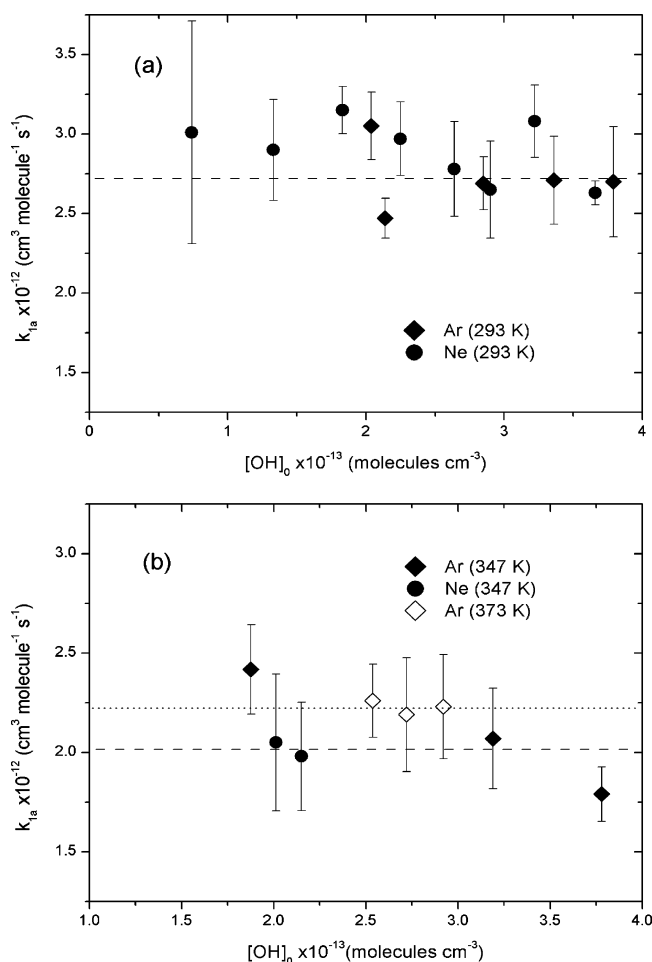 (a)
3.5
3.0
2.5
2.0
1.5
k₁ₐ x10⁻¹² (cm³ molecule⁻¹ s⁻¹)
Ar (293 K)
Ne (293 K)
0 1 2 3 4
[OH]₀ x10⁻¹³ (molecules cm⁻³)
(b)
3.0
2.5
2.0
1.5
k₁ₐ x10⁻¹² (cm³ molecule⁻¹ s⁻¹)
Ar (347 K)
Ne (347 K)
Ar (373 K)
1.0 1.5 2.0 2.5 3.0 3.5 4.0
[OH]₀ x10⁻¹³(molecules cm⁻³)